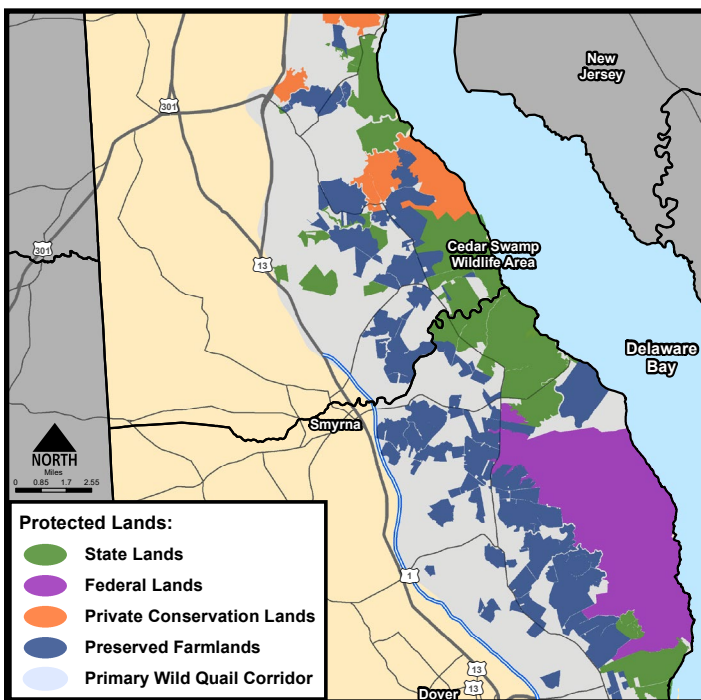 New
Jersey
301
Cedar Swamp
Wildlife Area
301
13
Delaware
Bay
Smyrna
NORTH
Miles
0 0.85 1.7 2.55
Protected Lands:
State Lands
Federal Lands
Private Conservation Lands
Preserved Farmlands
Primary Wild Quail Corridor
1
13
13
Dover